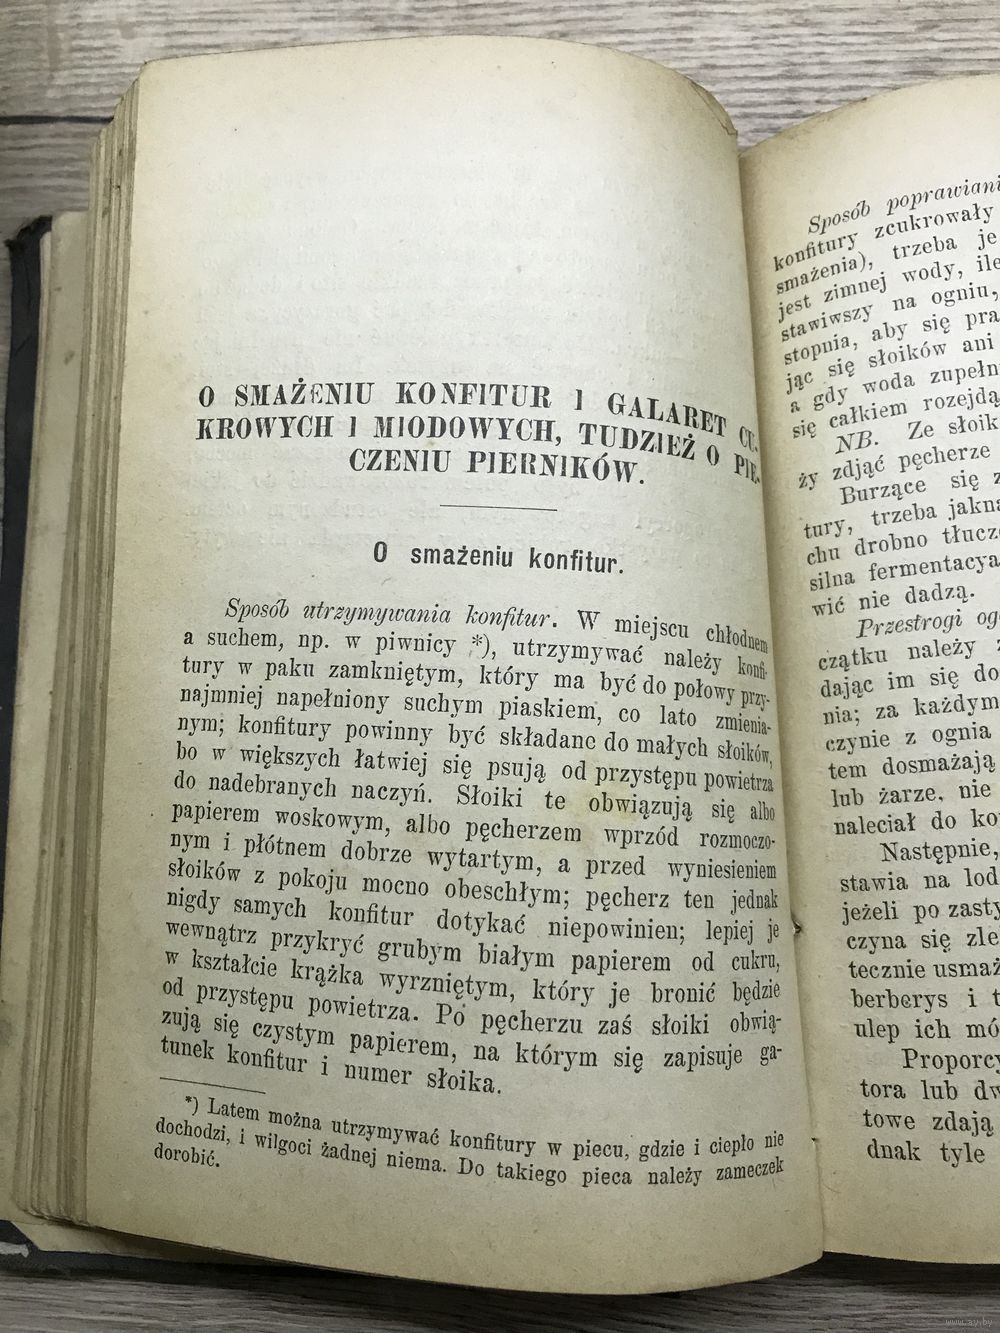 O SMAŻENIU KONFITUR I GALARET CU-
KROWYCH I MIODOWYCH, TUDZIEŻ O PIE-
CZENIU PIERNIKÓW.
O smażeniu konfitur.
Sposób utrzymywania konfitur. W miejscu chłodnem
a suchem, np. w piwnicy *), utrzymywać należy konfi-
tury w paku zamkniętym, który ma być do połowy przy-
najmniej napełniony suchym piaskiem, co lato zmienia-
nym; konfitury powinny być składane do małych słoików,
bo w większych łatwiej się psują od przystępu powietrza
do nadebranych naczyń. Słoiki te obwiązują się albo
papierem woskowym, albo pęcherzem wprzód rozmoczo-
nym i płótnem dobrze wytartym, a przed wyniesieniem
słoików z pokoju mocno obeschłym; pęcherz ten jednak
nigdy samych konfitur dotykać niepowinien; lepiej je
wewnątrz przykryć grubym białym papierem od cukru,
w kształcie krążka wyrzniętym, który je bronić będzie
od przystępu powietrza. Po pęcherzu zaś słoiki obwią-
zują się czystym papierem, na którym się zapisuje ga-
tunek konfitur i numer słoika.
*) Latem można utrzymywać konfitury w piecu, gdzie i ciepło nie
dochodzi, i wilgoci żadnej niema. Do takiego pieca należy zameczek
dorobić.
Sposób poprawiani
konfitury zcukrowały
smażenia), trzeba je
jest zimnej wody, ile
stawiwszy na ogniu,
stopnia, aby się pra
jąc się słoików ani
a gdy woda zupełn
się całkiem rozejdą
NB. Ze słoik
ży zdjąć pęcherze
Burzące się z
tury, trzeba jakna
chu drobno tłucz
silna fermentacya
wić nie dadzą.
Przestrogi og
czątku należy z
dając im się do
nia; za każdym
czynie z ognia
tem dosmażają
lub żarze, nie
naleciał do ko
Następnie,
stawia na lod
jeżeli po zasty
czyna się zle
tecznie usmaż
berberys i t
ulep ich mó
Proporcy
tora lub dw
towe zdają
dnak tyle
www.ay.by